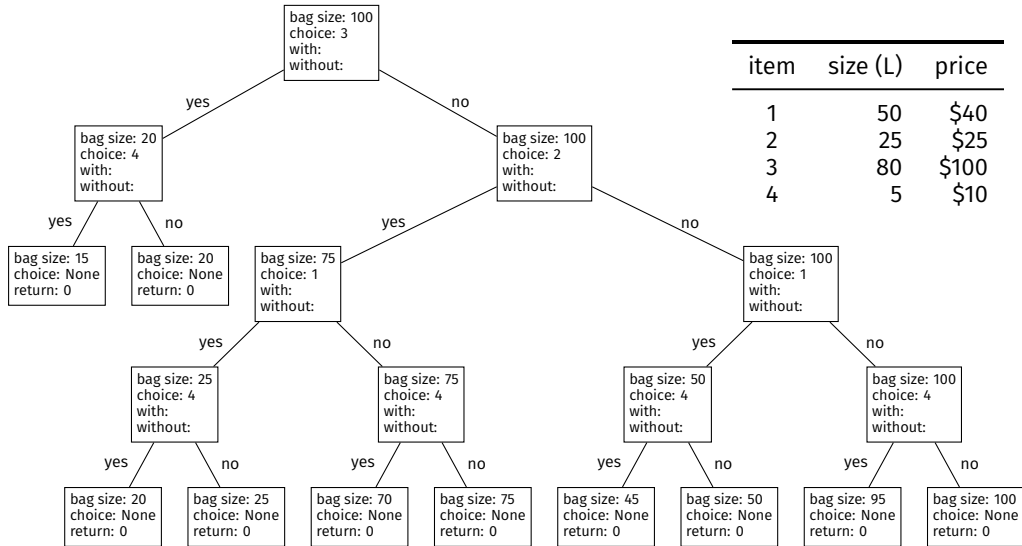 bag size: 100
choice: 3
with:
without:
item size (L) price
1 50 $40
2 25 $25
3 80 $100
4 5 $10
yes
no
bag size: 20
choice: 4
with:
without:
bag size: 100
choice: 2
with:
without:
yes
no
yes
no
bag size: 15
choice: None
return: 0
bag size: 20
choice: None
return: 0
bag size: 75
choice: 1
with:
without:
bag size: 100
choice: 1
with:
without:
yes
no
yes
no
bag size: 25
choice: 4
with:
without:
bag size: 75
choice: 4
with:
without:
bag size: 50
choice: 4
with:
without:
bag size: 100
choice: 4
with:
without:
yes
no
yes
no
yes
no
yes
no
bag size: 20
choice: None
return: 0
bag size: 25
choice: None
return: 0
bag size: 70
choice: None
return: 0
bag size: 75
choice: None
return: 0
bag size: 45
choice: None
return: 0
bag size: 50
choice: None
return: 0
bag size: 95
choice: None
return: 0
bag size: 100
choice: None
return: 0